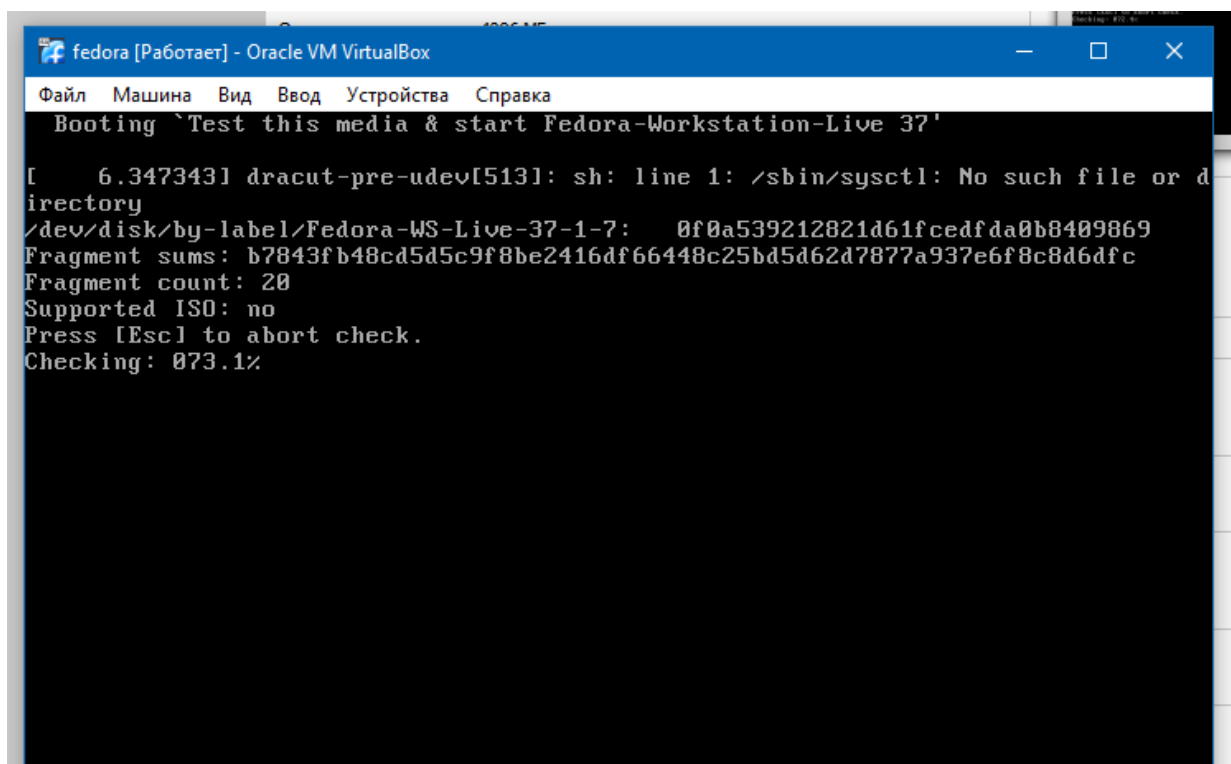 fedora [Работает] - Oracle VM VirtualBox
Файл Машина Вид Ввод Устройства Справка
Booting `Test this media & start Fedora-Workstation-Live 37'
[    6.347343] dracut-pre-udev[513]: sh: line 1: /sbin/sysctl: No such file or d
irectory
/dev/disk/by-label/Fedora-WS-Live-37-1-7:   0f0a539212821d61fcedfda0b8409869
Fragment sums: b7843fb48cd5d5c9f8be2416df66448c25bd5d62d7877a937e6f8c8d6dfc
Fragment count: 20
Supported ISO: no
Press [Esc] to abort check.
Checking: 073.1%